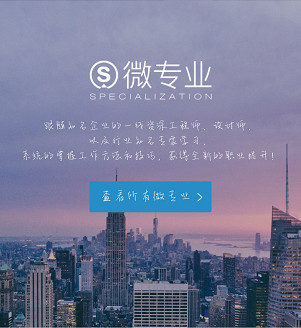 S 微专业
SPECIALIZATION
跟随知名企业的一线资深工程师、设计师,
以及行业知名专家学习,
系统的掌握工作方法和技巧, 获得全新的职业提升!
查看所有微专业 >